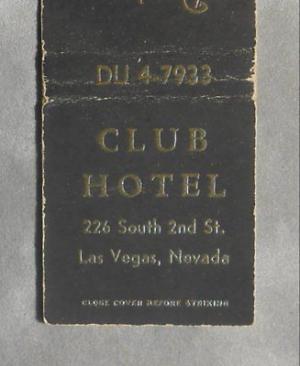 DU 4-7933
CLUB
HOTEL
226 South 2nd St.
Las Vegas, Nevada
CLOSE COVER BEFORE STRIKING